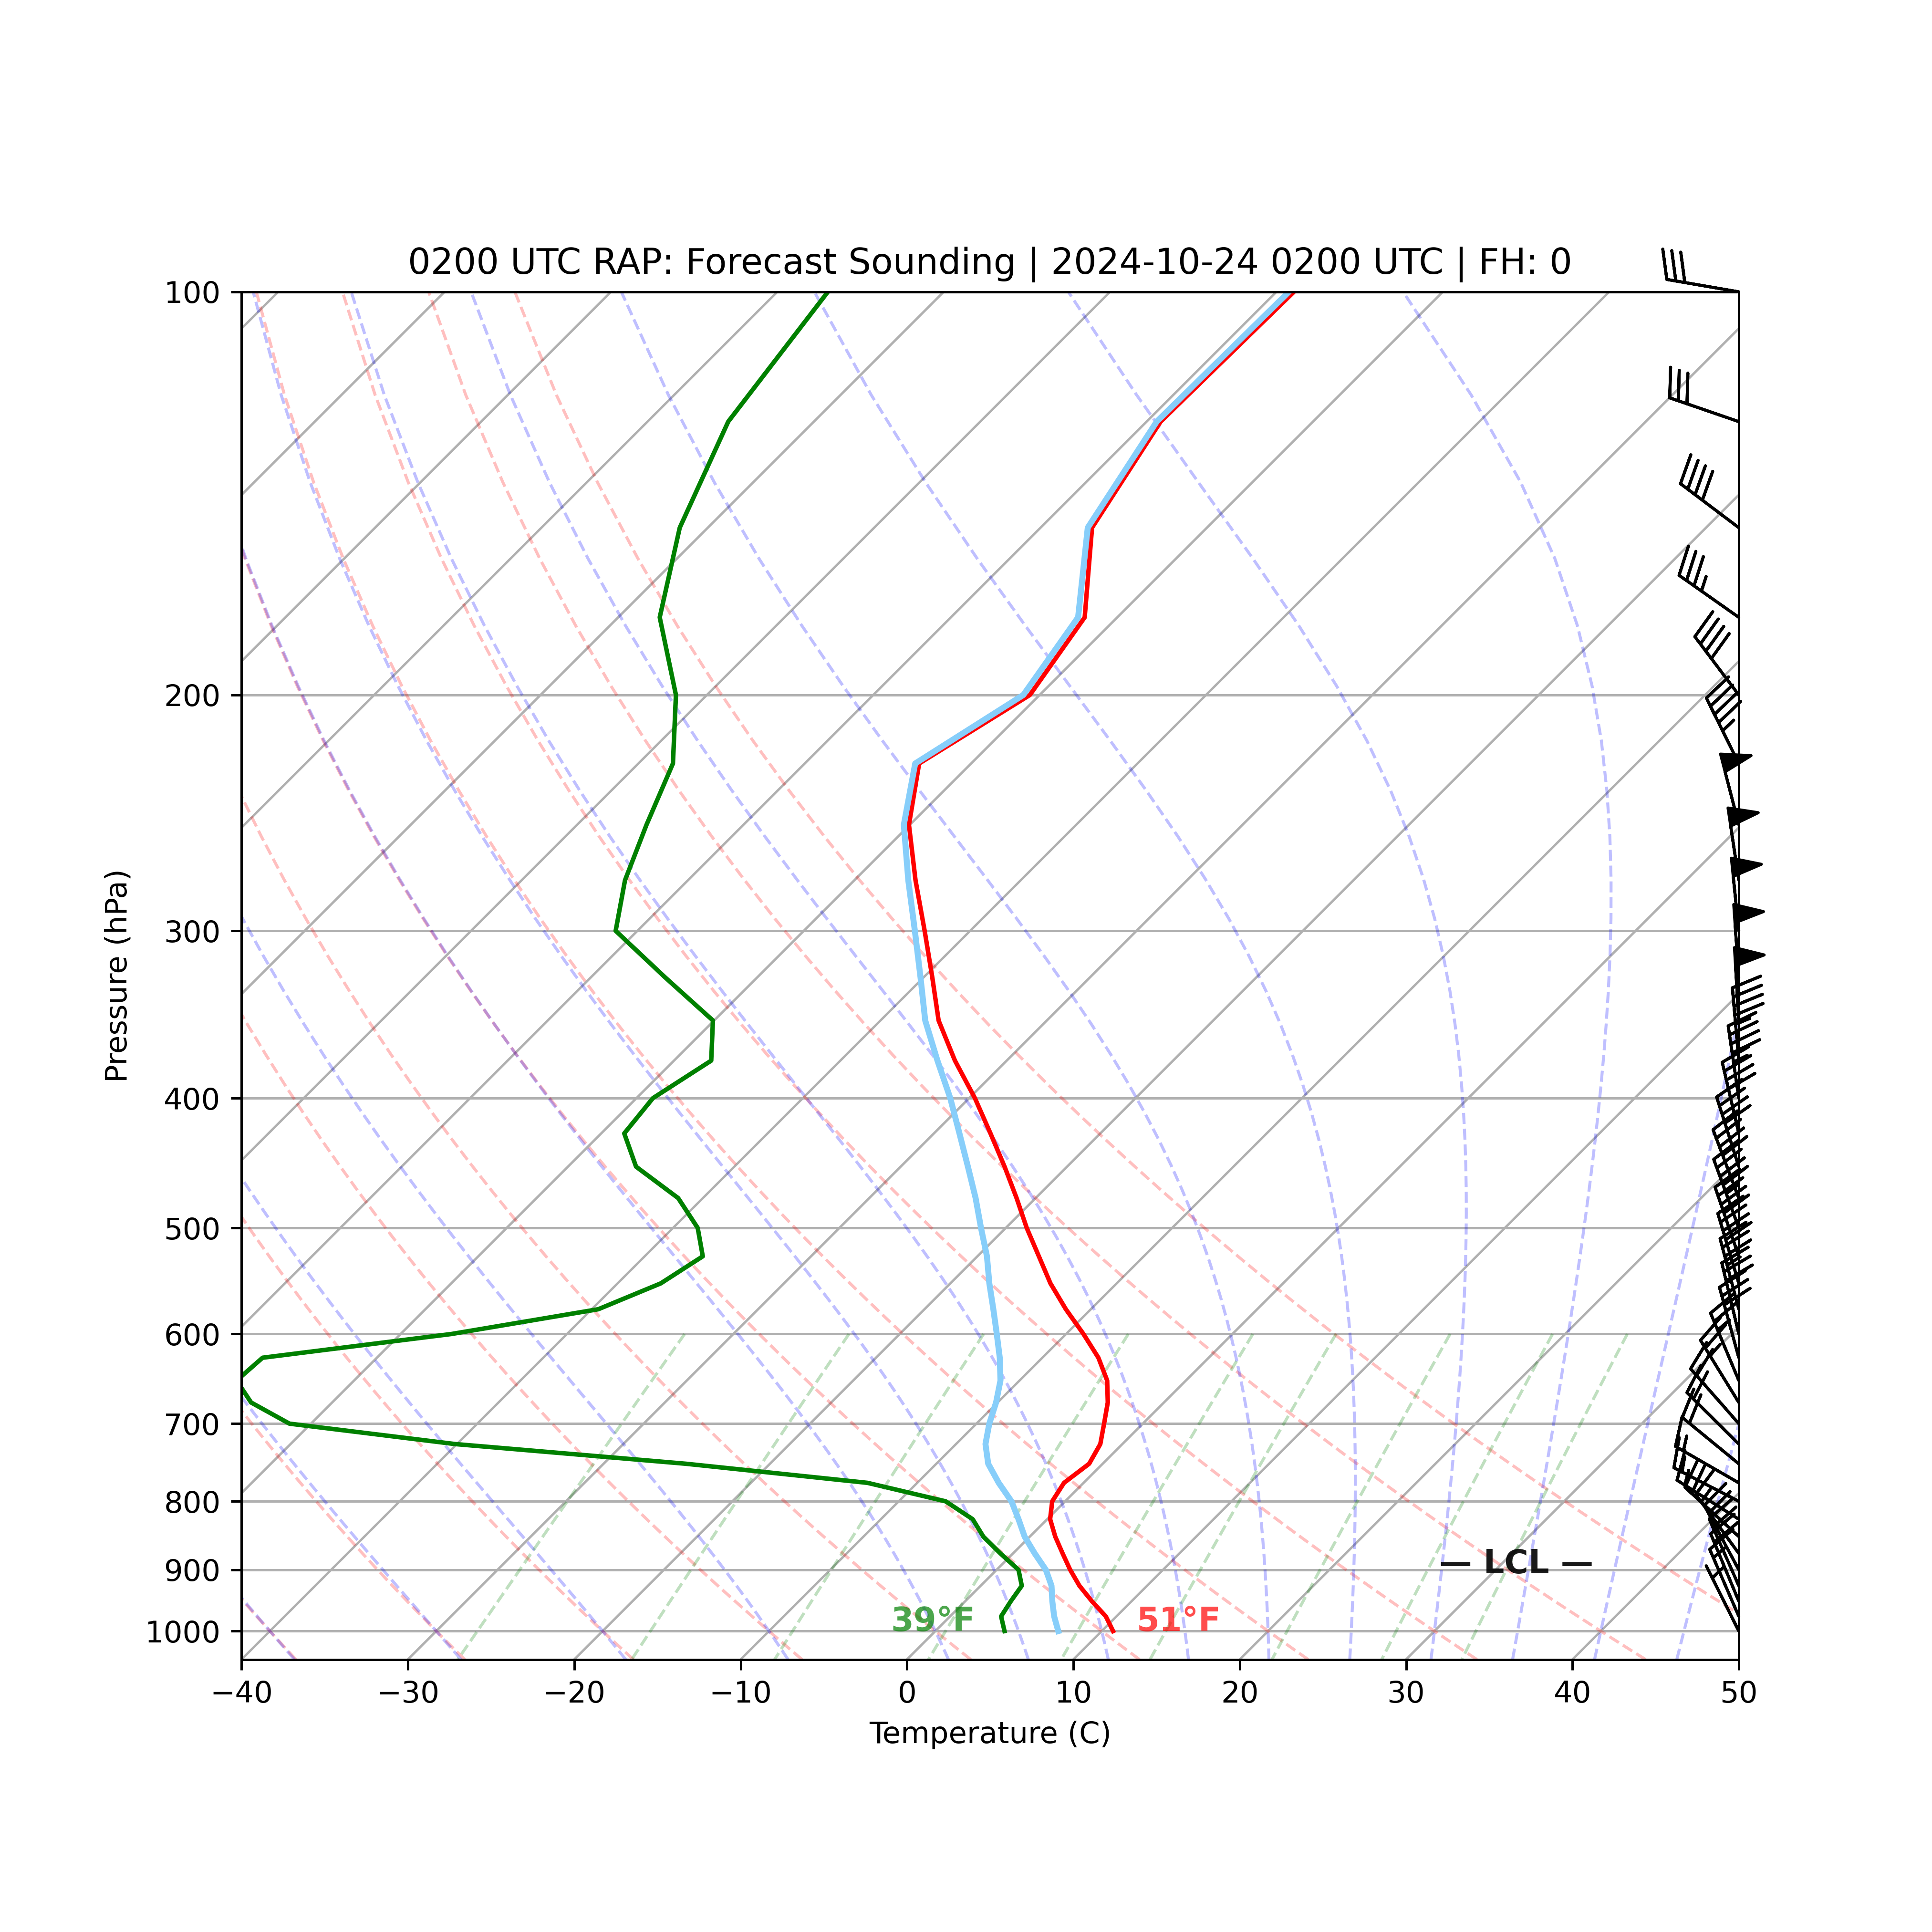 0200 UTC RAP: Forecast Sounding | 2024-10-24 0200 UTC | FH: 0
100
200
300
400
500
600
700
800
900
1000
Pressure (hPa)
— LCL —
39°F 51°F
−40 −30 −20 −10 0 10 20 30 40 50
Temperature (C)